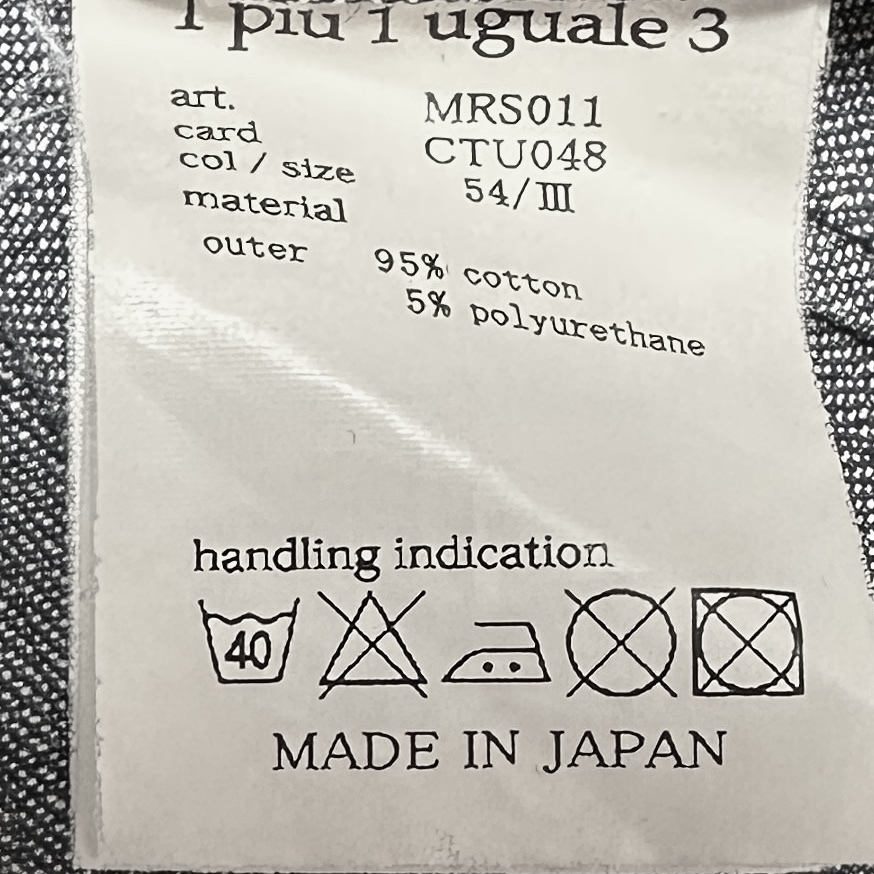 1 più 1 uguale 3
art. MRS011
card CTU048
col / size 54/III
material
outer 95% cotton
5% polyurethane
handling indication
40
MADE IN JAPAN